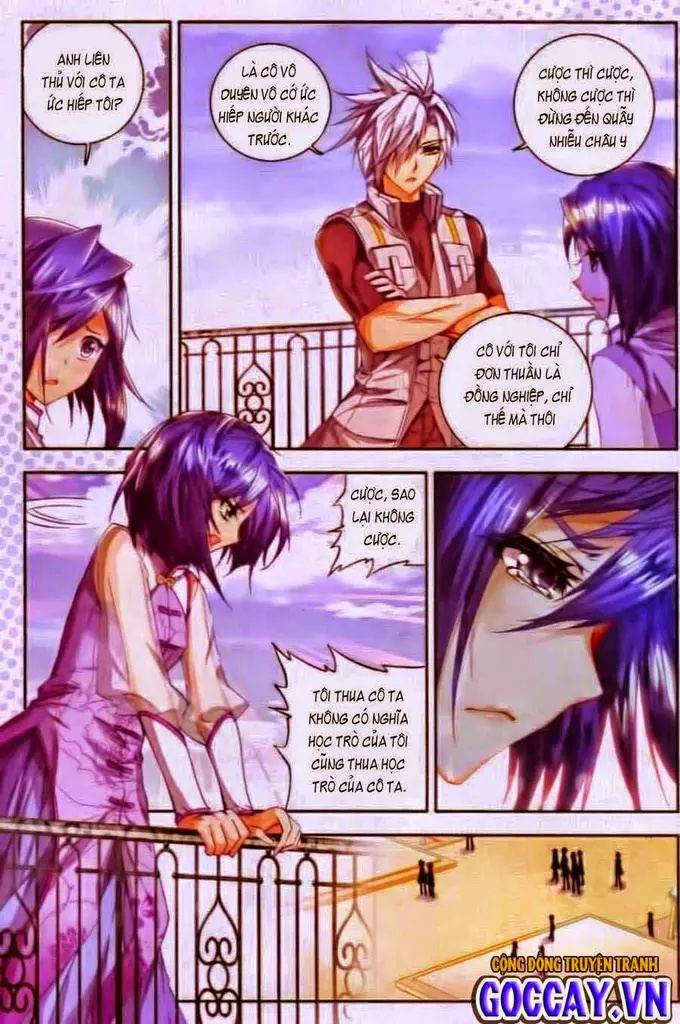 ANH LIÊN
THỦ VỚI CÔ TA
ỨC HIẾP TÔI?
LÀ CÔ VÔ
DUYÊN VÔ CỚ ỨC
HIẾP NGƯỜI KHÁC
TRƯỚC.
CƯỢC THÌ CƯỢC,
KHÔNG CƯỢC THÌ
ĐỪNG ĐẾN QUẪY
NHIỄU CHÂU Y
CÔ VỚI TÔI CHỈ
ĐƠN THUẦN LÀ
ĐỒNG NGHIỆP, CHỈ
THẾ MÀ THÔI
CƯỢC, SAO
LẠI KHÔNG
CƯỢC.
TÔI THUA CÔ TA
KHÔNG CÓ NGHĨA
HỌC TRÒ CỦA TÔI
CŨNG THUA HỌC
TRÒ CỦA CÔ TA.
CỘNG ĐỒNG TRUYỆN TRANH
GOCCAY.VN